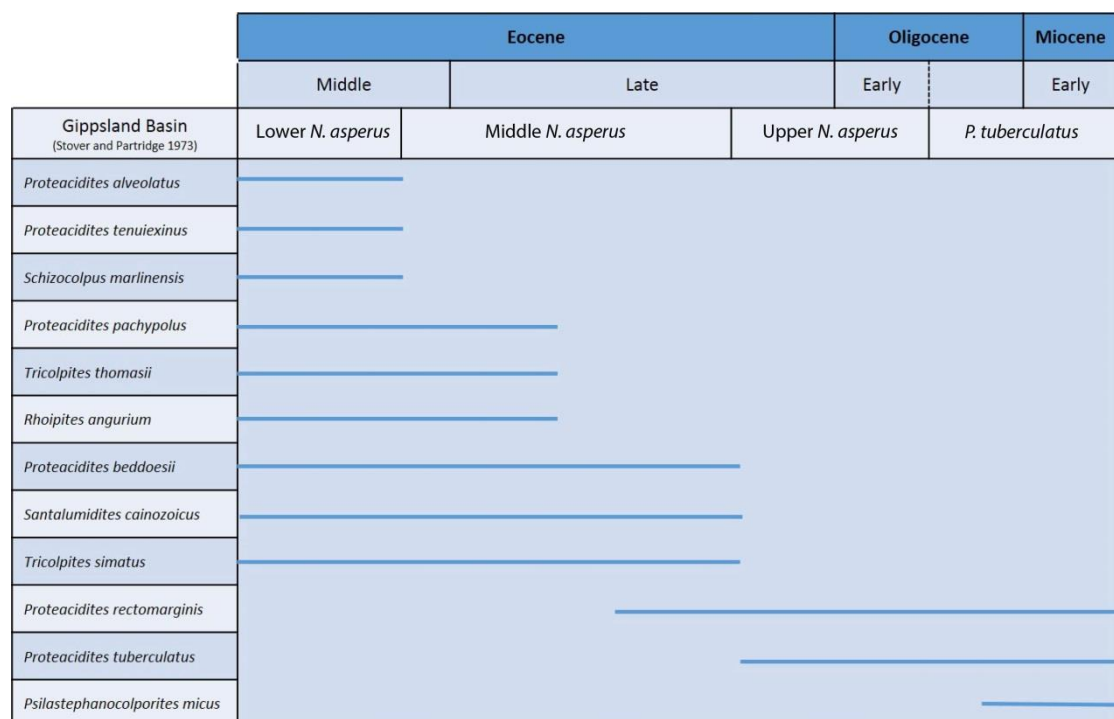 Eocene Oligocene Miocene
Middle Late Early Early
Gippsland Basin Lower N. asperus Middle N. asperus Upper N. asperus P. tuberculatus
(Stover and Partridge 1973)
Proteacidites alveolatus
Proteacidites tenuiexinus
Schizocolpus marlinensis
Proteacidites pachypolus
Tricolpites thomasii
Rhoipites angurium
Proteacidites beddoesii
Santalumidites cainozoicus
Tricolpites simatus
Proteacidites rectomarginis
Proteacidites tuberculatus
Psilastephanocolporites micus